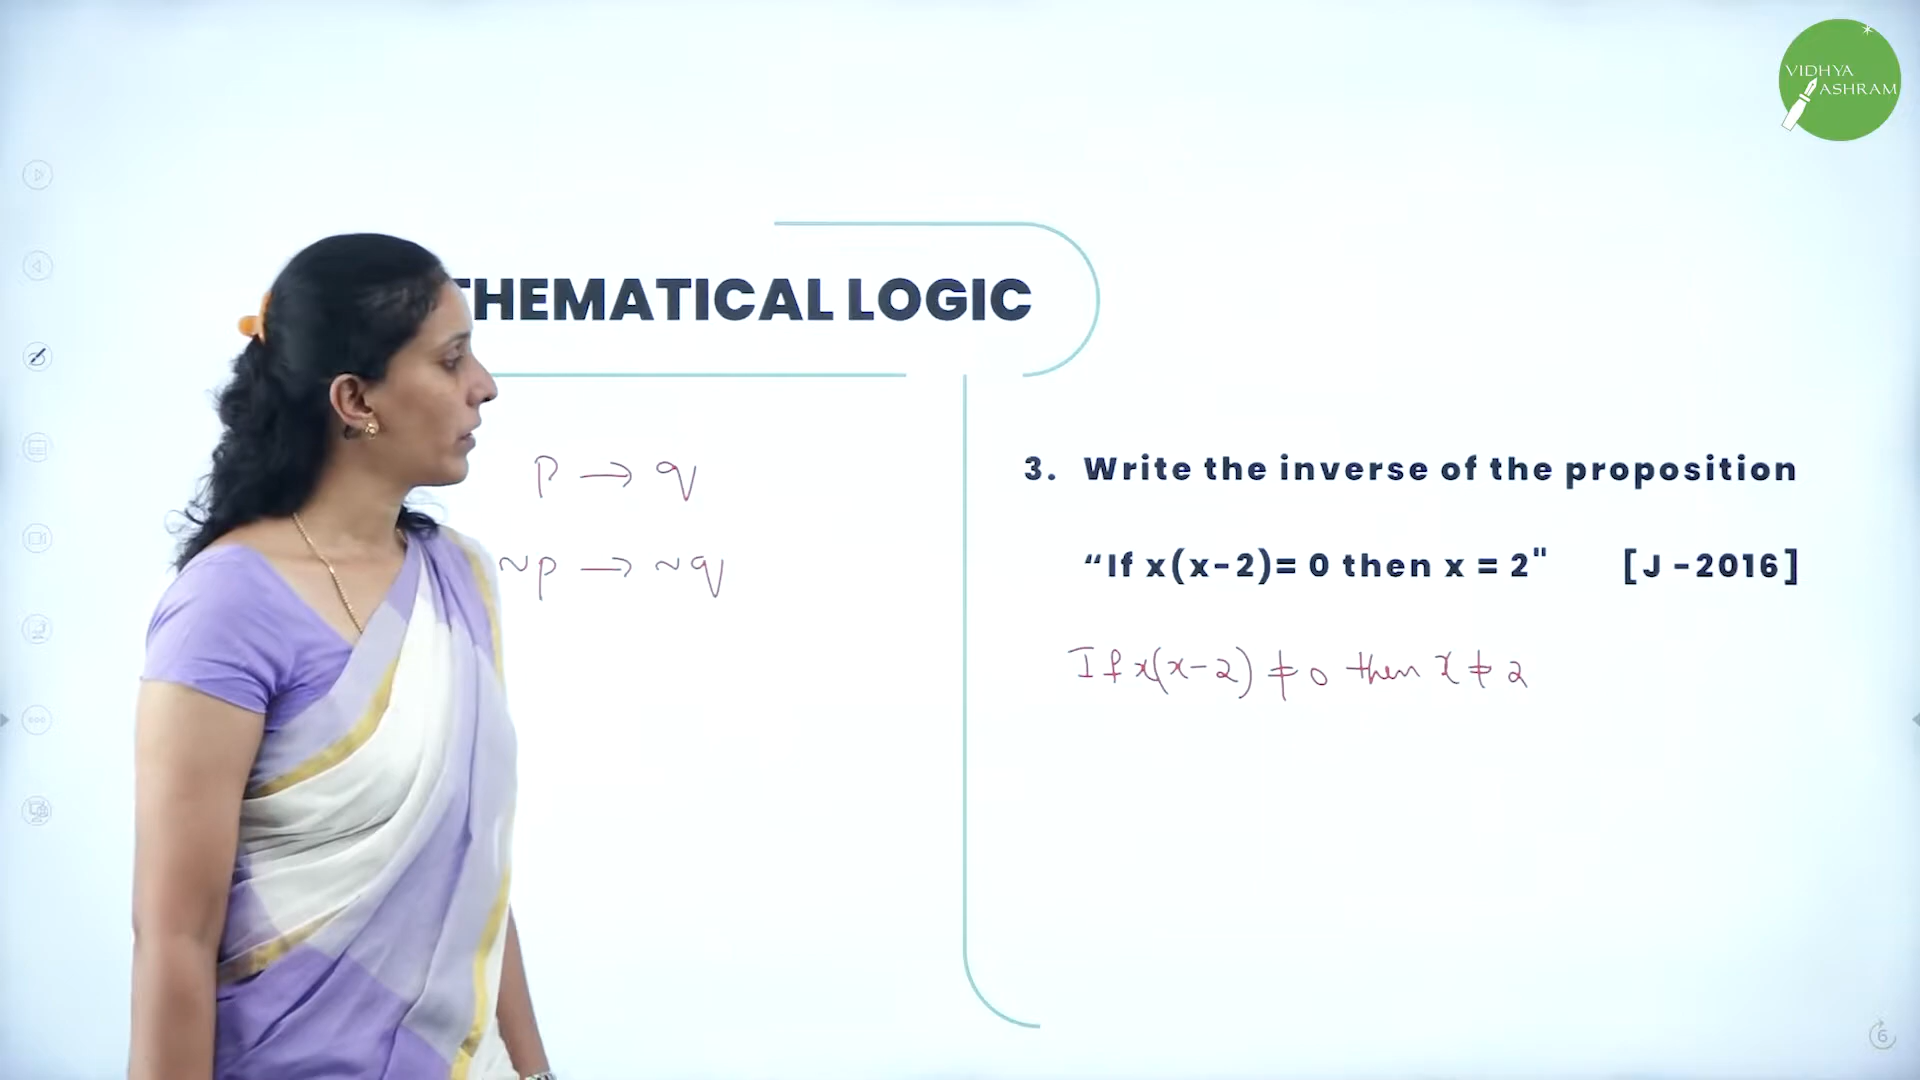 VIDHYA
ASHRAM
THEMATICAL LOGIC
p → q
~p → ~q
3. Write the inverse of the proposition
“If x(x-2)= 0 then x = 2" [J -2016]
If x(x-2) ≠ 0 then x ≠ 2
6